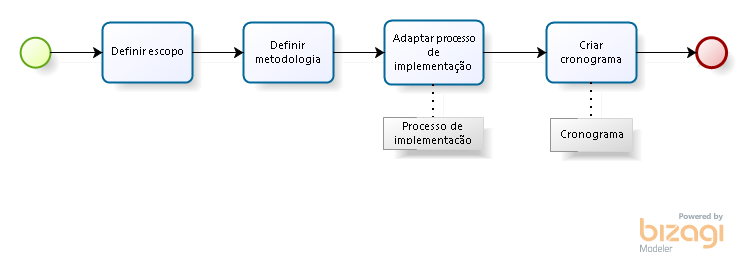 Definir escopo
Definir
metodologia
Adaptar processo
de
implementação
Criar
cronograma
Processo de
implementação
Cronograma
Powered by
bizagi
Modeler